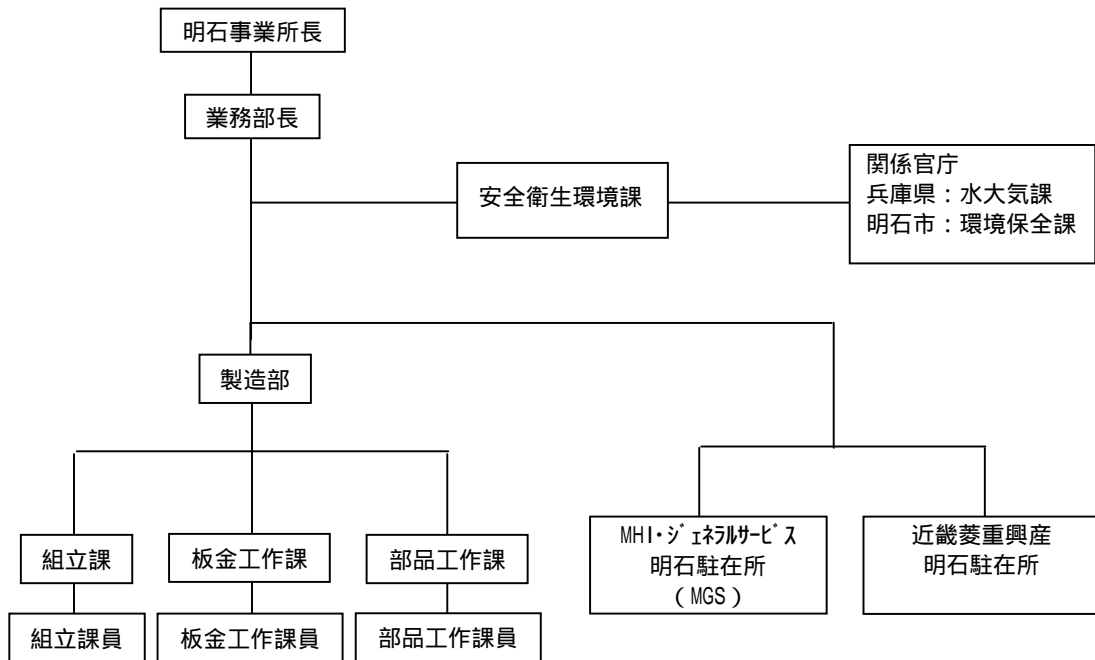 明石事業所長
業務部長
安全衛生環境課
関係官庁
兵庫県：水大気課
明石市：環境保全課
製造部
組立課
板金工作課
部品工作課
MHI･ｼﾞｪﾈﾗﾙｻｰﾋﾞｽ
明石駐在所
（MGS）
近畿菱重興産
明石駐在所
組立課員
板金工作課員
部品工作課員